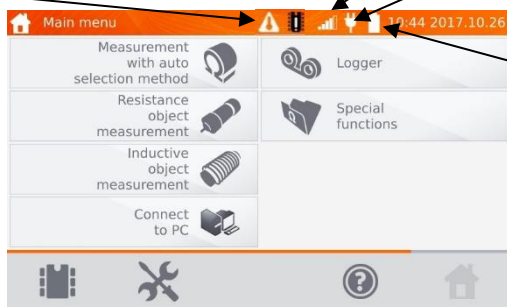 Main menu
10:44 2017.10.26
Measurement
with auto
selection method
Logger
Resistance
object
measurement
Special
functions
Inductive
object
measurement
Connect
to PC